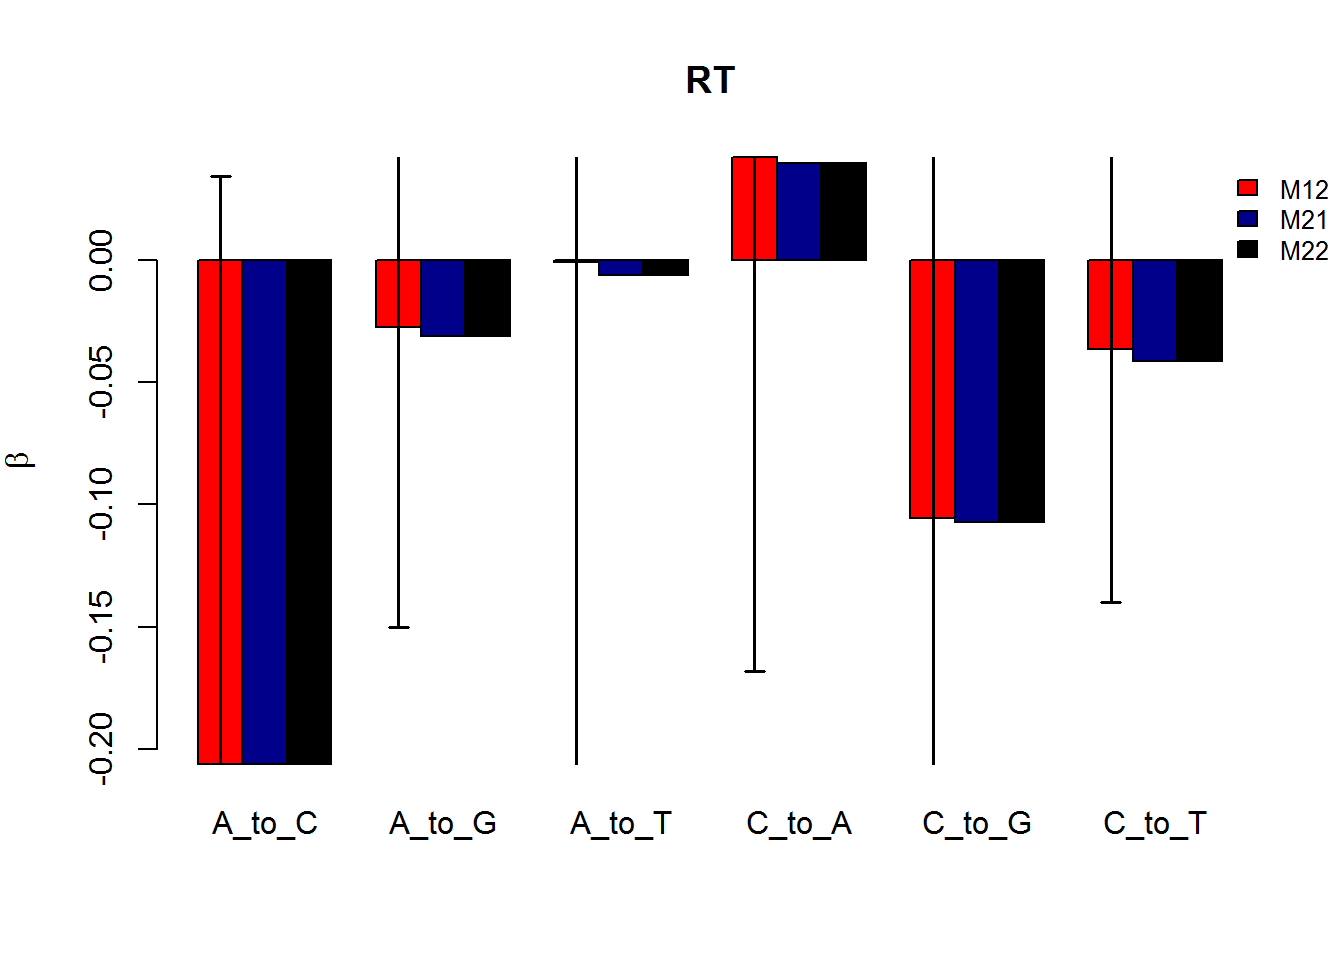 RT
M12
M21
M22
0.00
-0.05
-0.10
-0.15
-0.20
β
A_to_C A_to_G A_to_T C_to_A C_to_G C_to_T